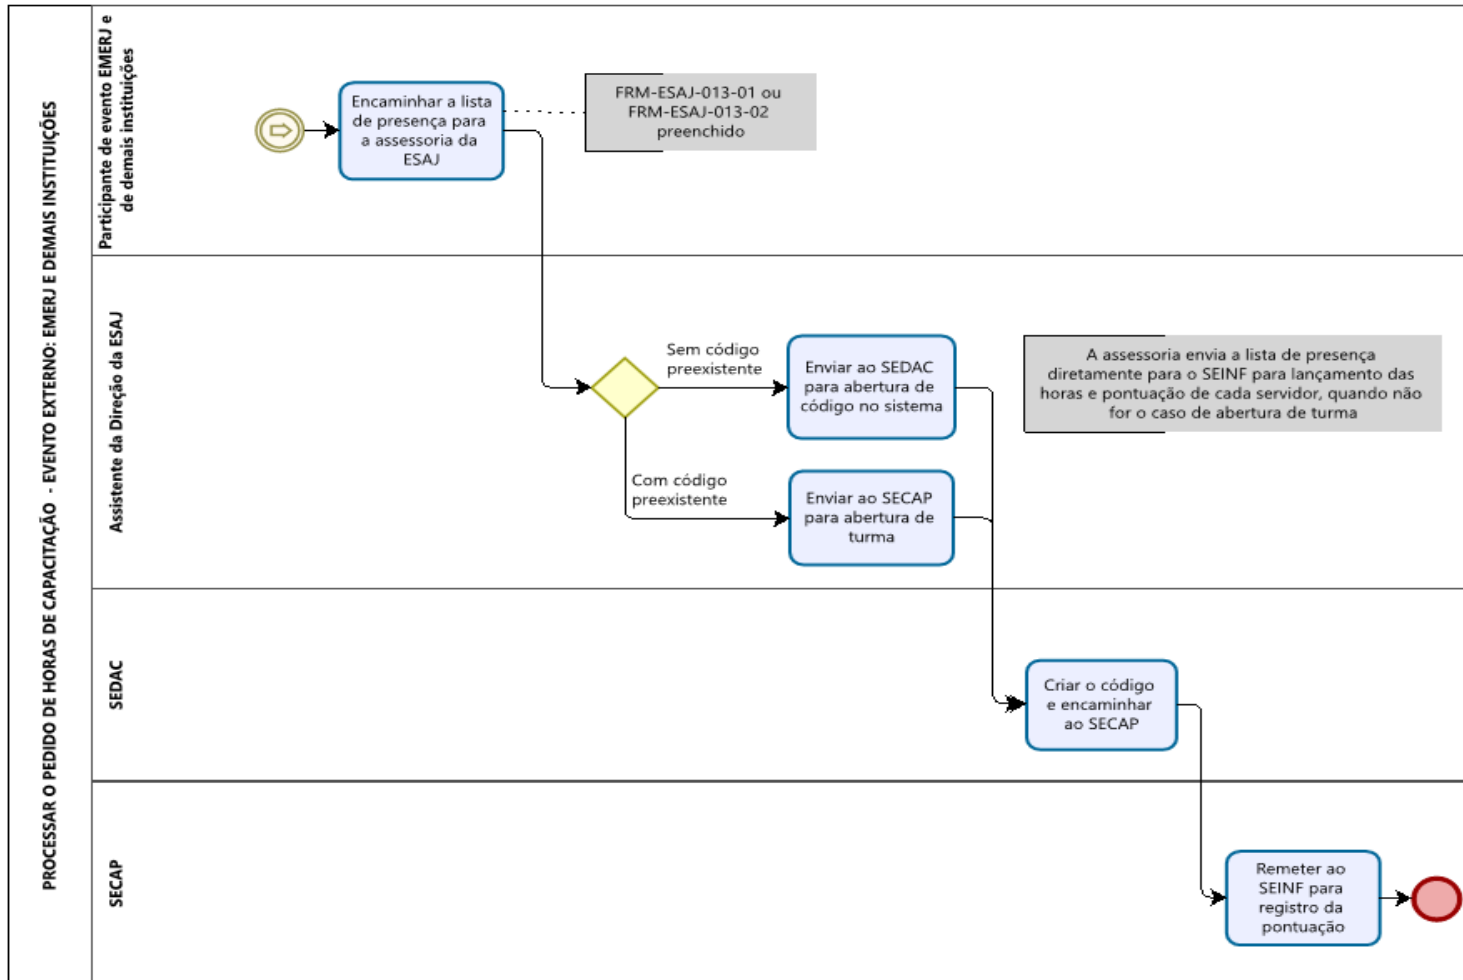 PROCESSAR O PEDIDO DE HORAS DE CAPACITAÇÃO - EVENTO EXTERNO: EMERJ E DEMAIS INSTITUIÇÕES
Participante de evento EMERJ e
de demais instituições
Encaminhar a lista
de presença para
a assessoria da
ESAJ
FRM-ESAJ-013-01 ou
FRM-ESAJ-013-02
preenchido
Assistente da Direção da ESAJ
Sem código
preexistente
Enviar ao SEDAC
para abertura de
código no sistema
A assessoria envia a lista de presença
diretamente para o SEINF para lançamento das
horas e pontuação de cada servidor, quando não
for o caso de abertura de turma
Com código
preexistente
Enviar ao SECAP
para abertura de
turma
SEDAC
Criar o código
e encaminhar
ao SECAP
SECAP
Remeter ao
SEINF para
registro da
pontuação